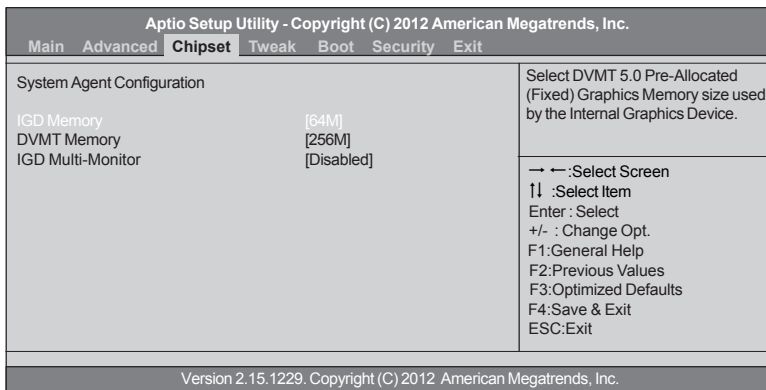 Aptio Setup Utility - Copyright (C) 2012 American Megatrends, Inc.
Main Advanced Chipset Tweak Boot Security Exit
System Agent Configuration
IGD Memory [64M]
DVMT Memory [256M]
IGD Multi-Monitor [Disabled]
Select DVMT 5.0 Pre-Allocated
(Fixed) Graphics Memory size used
by the Internal Graphics Device.
→ ←:Select Screen
↑↓ :Select Item
Enter : Select
+/- : Change Opt.
F1:General Help
F2:Previous Values
F3:Optimized Defaults
F4:Save & Exit
ESC:Exit
Version 2.15.1229. Copyright (C) 2012 American Megatrends, Inc.